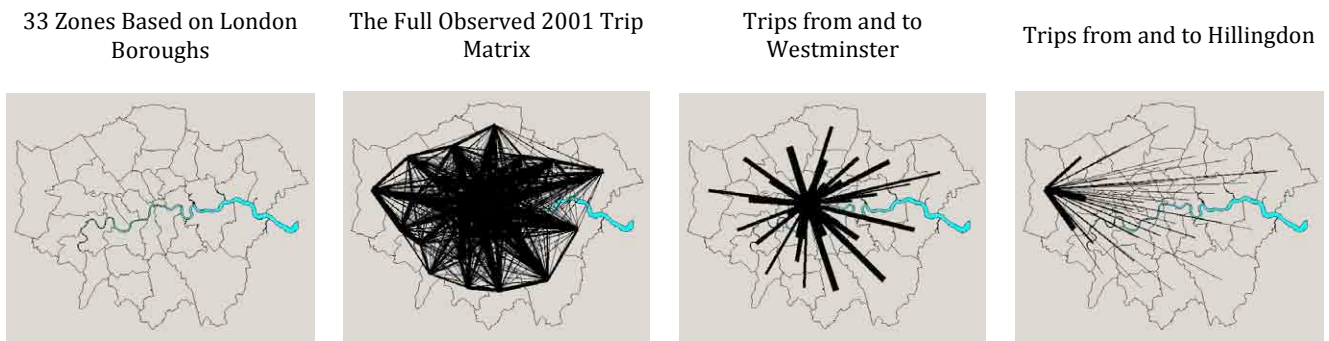 33 Zones Based on London
Boroughs
The Full Observed 2001 Trip
Matrix
Trips from and to
Westminster
Trips from and to Hillingdon